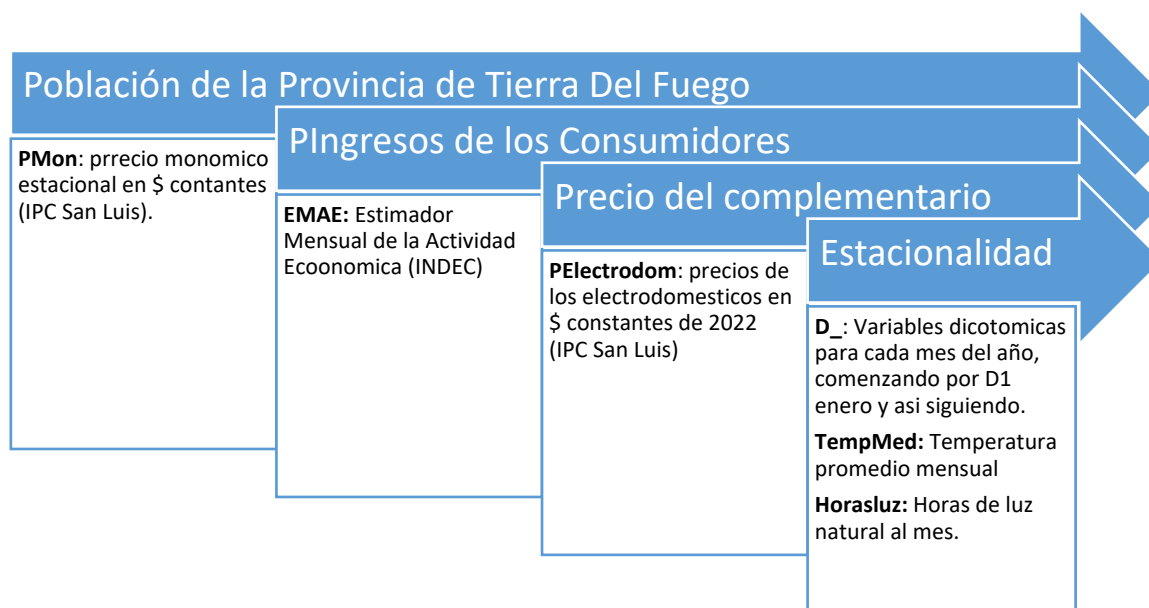 Población de la Provincia de Tierra Del Fuego
PMon: prrecio monomico
estacional en $ contantes
(IPC San Luis).
PIngresos de los Consumidores
EMAE: Estimador
Mensual de la Actividad
Ecoonomica (INDEC)
Precio del complementario
PElectrodom: precios de
los electrodomesticos en
$ constantes de 2022
(IPC San Luis)
Estacionalidad
D_: Variables dicotomicas
para cada mes del año,
comenzando por D1
enero y asi siguiendo.
TempMed: Temperatura
promedio mensual
Horasluz: Horas de luz
natural al mes.